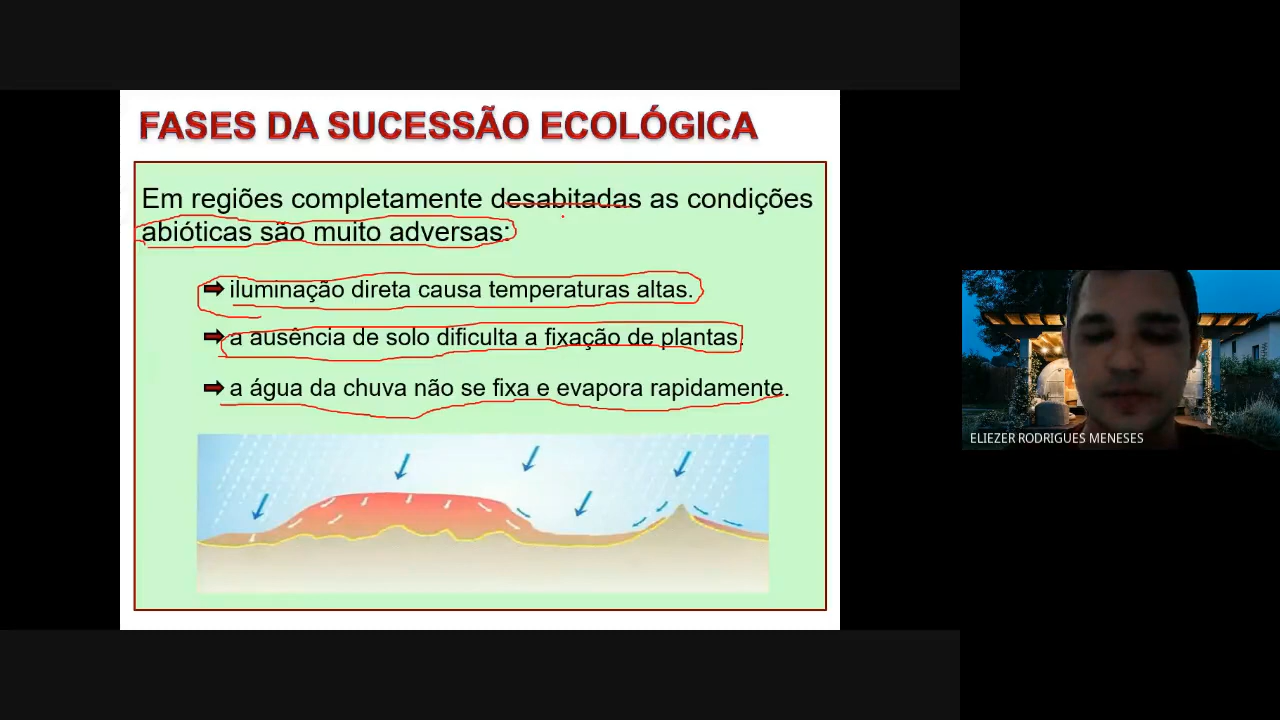 FASES DA SUCESSÃO ECOLÓGICA
Em regiões completamente desabitadas as condições
abióticas são muito adversas:
iluminação direta causa temperaturas altas.
a ausência de solo dificulta a fixação de plantas.
a água da chuva não se fixa e evapora rapidamente.
ELIEZER RODRIGUES MENESES